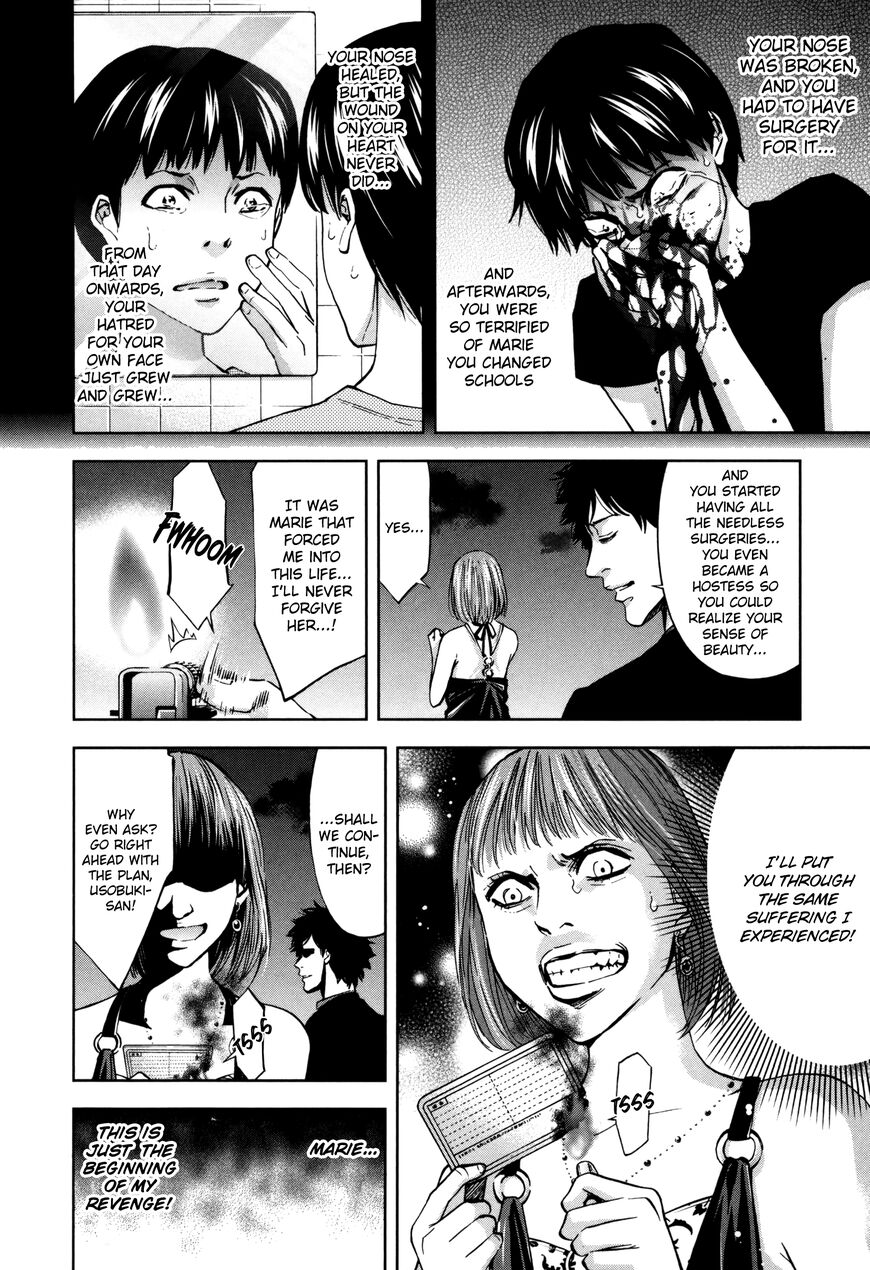 YOUR NOSE
WAS BROKEN,
AND YOU
HAD TO HAVE
SURGERY
FOR IT...
AND
AFTERWARDS,
YOU WERE
SO TERRIFIED
OF MARIE
YOU CHANGED
SCHOOLS
YOUR NOSE
HEALED,
BUT THE
WOUND
ON YOUR
HEART
NEVER
DID...
FROM
THAT DAY
ONWARDS,
YOUR
HATRED
FOR YOUR
OWN FACE
JUST GREW
AND GREW...
AND
YOU STARTED
HAVING ALL
THE NEEDLESS
SURGERIES...
YOU EVEN
BECAME A
HOSTESS SO
YOU COULD
REALIZE YOUR
SENSE OF
BEAUTY...
YES...
IT WAS
MARIE THAT
FORCED
ME INTO
THIS LIFE...
I'LL NEVER
FORGIVE
HER...!
FWHOOM
I'LL PUT
YOU THROUGH
THE SAME
SUFFERING I
EXPERIENCED!
TSSS
...SHALL
WE CON-
TINUE,
THEN?
WHY
EVEN ASK?
GO RIGHT
AHEAD WITH
THE PLAN,
USOBUKI-
SAN!
TSSS
MARIE...
THIS IS
JUST THE
BEGINNING
OF MY
REVENGE!